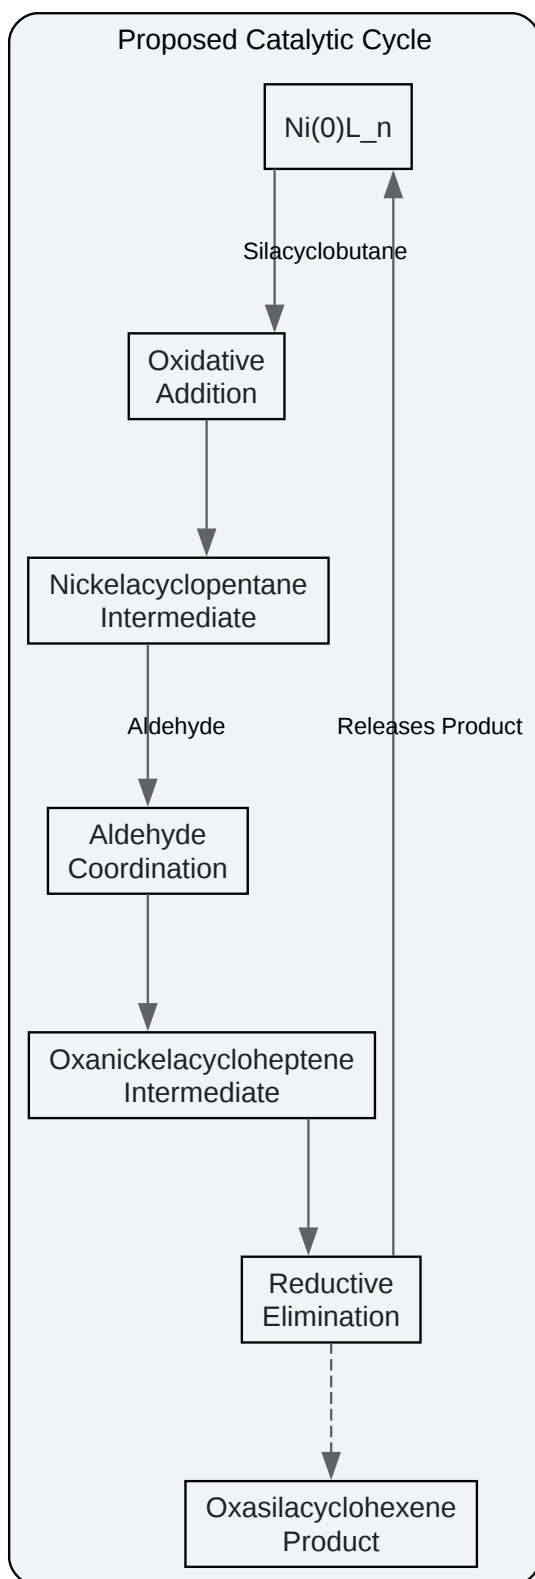 Proposed Catalytic Cycle
Ni(0)L_n
Silacyclobutane
Oxidative
Addition
Nickelacyclopentane
Intermediate
Aldehyde
Releases Product
Aldehyde
Coordination
Oxanickelacycloheptene
Intermediate
Reductive
Elimination
Oxasilacyclohexene
Product